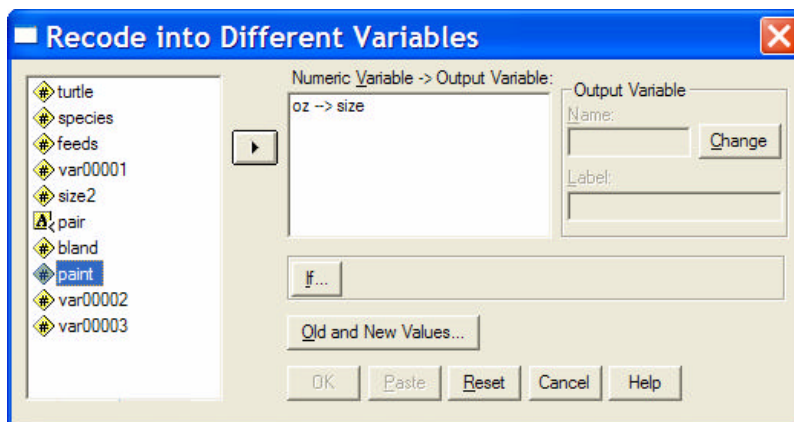 Recode into Different Variables
turtle
species
feeds
var00001
size2
pair
bland
paint
var00002
var00003
Numeric Variable -> Output Variable:
oz --> size
Output Variable
Name:
Change
Label:
If...
Old and New Values...
OK
Paste
Reset
Cancel
Help